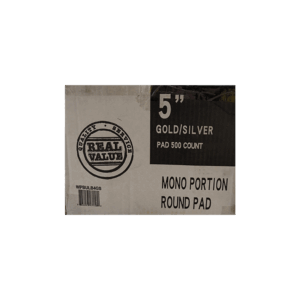 5"
GOLD/SILVER
PAD 500 COUNT
QUALITY • SERVICE
REAL
VALUE
MONO PORTION
ROUND PAD